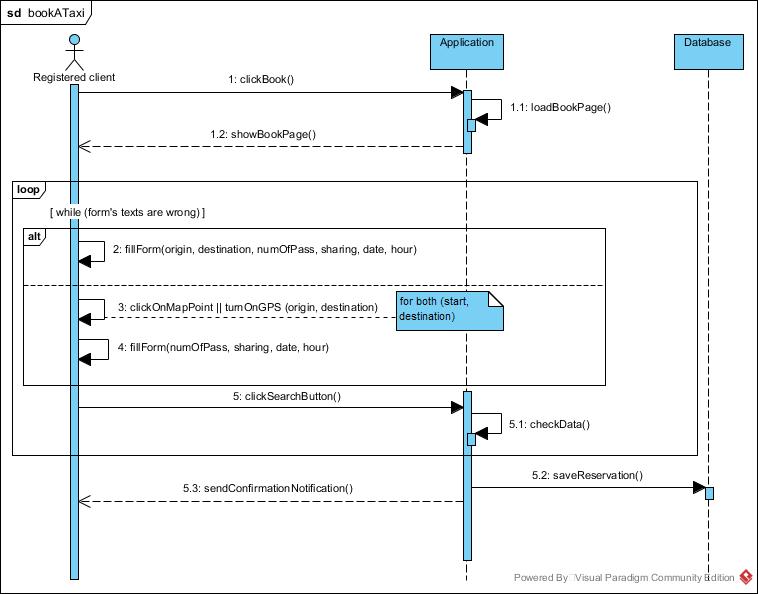 sd bookATaxi
Registered client
Application
Database
1: clickBook()
1.1: loadBookPage()
1.2: showBookPage()
loop
[ while (form's texts are wrong) ]
alt
2: fillForm(origin, destination, numOfPass, sharing, date, hour)
3: clickOnMapPoint || turnOnGPS (origin, destination)
for both (start,
destination)
4: fillForm(numOfPass, sharing, date, hour)
5: clickSearchButton()
5.1: checkData()
5.2: saveReservation()
5.3: sendConfirmationNotification()
Powered By Visual Paradigm Community Edition